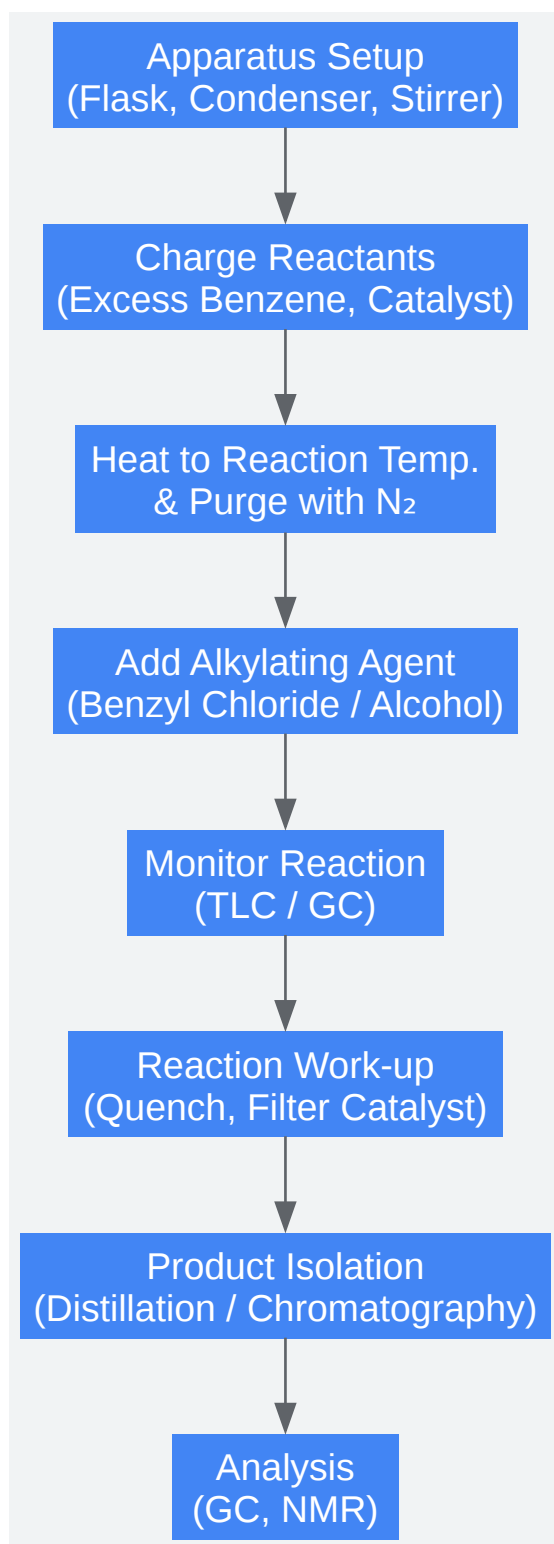 Apparatus Setup
(Flask, Condenser, Stirrer)
Charge Reactants
(Excess Benzene, Catalyst)
Heat to Reaction Temp.
& Purge with N₂
Add Alkylating Agent
(Benzyl Chloride / Alcohol)
Monitor Reaction
(TLC / GC)
Reaction Work-up
(Quench, Filter Catalyst)
Product Isolation
(Distillation / Chromatography)
Analysis
(GC, NMR)